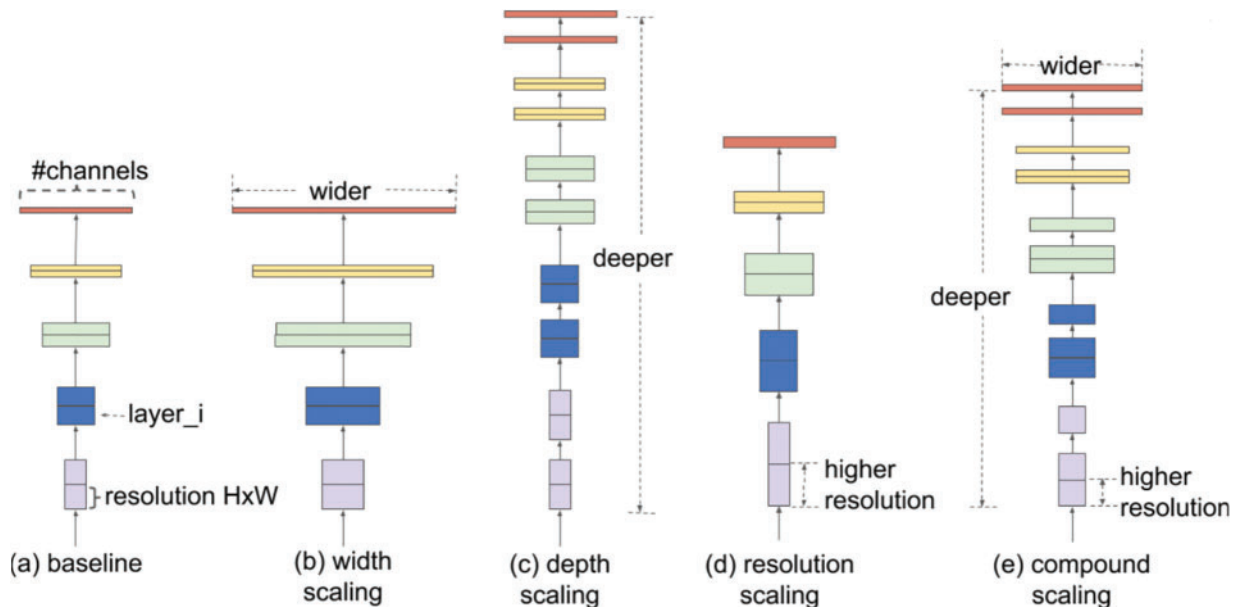 #channels
layer_i
resolution HxW
(a) baseline
wider
(b) width
scaling
deeper
(c) depth
scaling
higher
resolution
(d) resolution
scaling
wider
deeper
higher
resolution
(e) compound
scaling